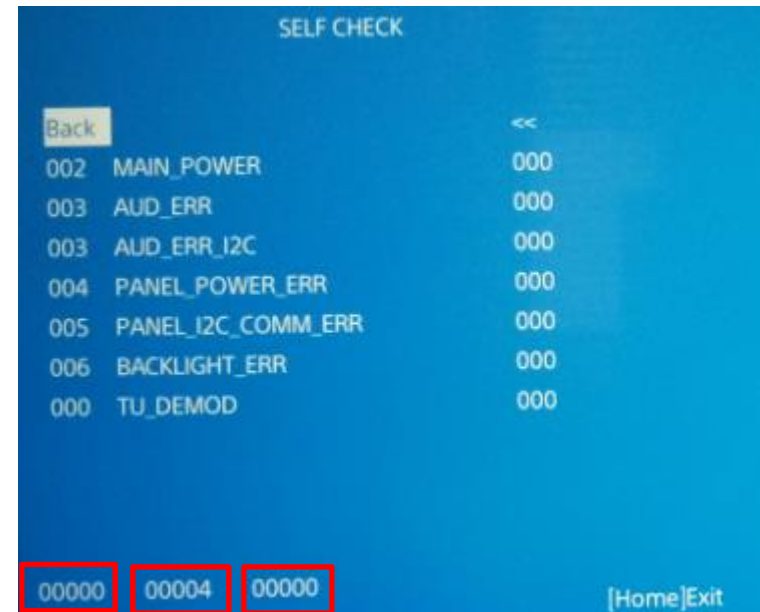 SELF CHECK
Back <<
002 MAIN_POWER 000
003 AUD_ERR 000
003 AUD_ERR_I2C 000
004 PANEL_POWER_ERR 000
005 PANEL_I2C_COMM_ERR 000
006 BACKLIGHT_ERR 000
000 TU_DEMOD 000
00000 00004 00000 [Home]Exit